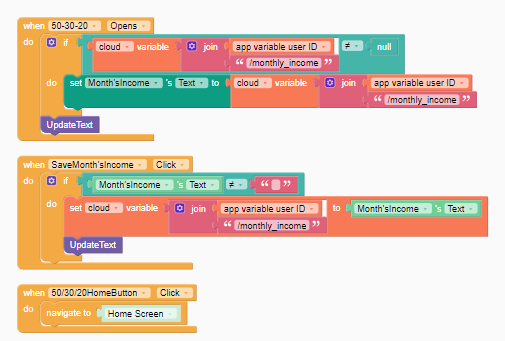 when 50-30-20 Opens
do if cloud variable join app variable user ID ≠ null
“ /monthly_income ”
do set Month'sIncome 's Text to cloud variable join app variable user ID
“ /monthly_income ”
UpdateText
when SaveMonth'sIncome Click
do if Month'sIncome 's Text ≠ “ ”
do set cloud variable join app variable user ID to Month'sIncome 's Text
“ /monthly_income ”
UpdateText
when 50/30/20HomeButton Click
do navigate to Home Screen